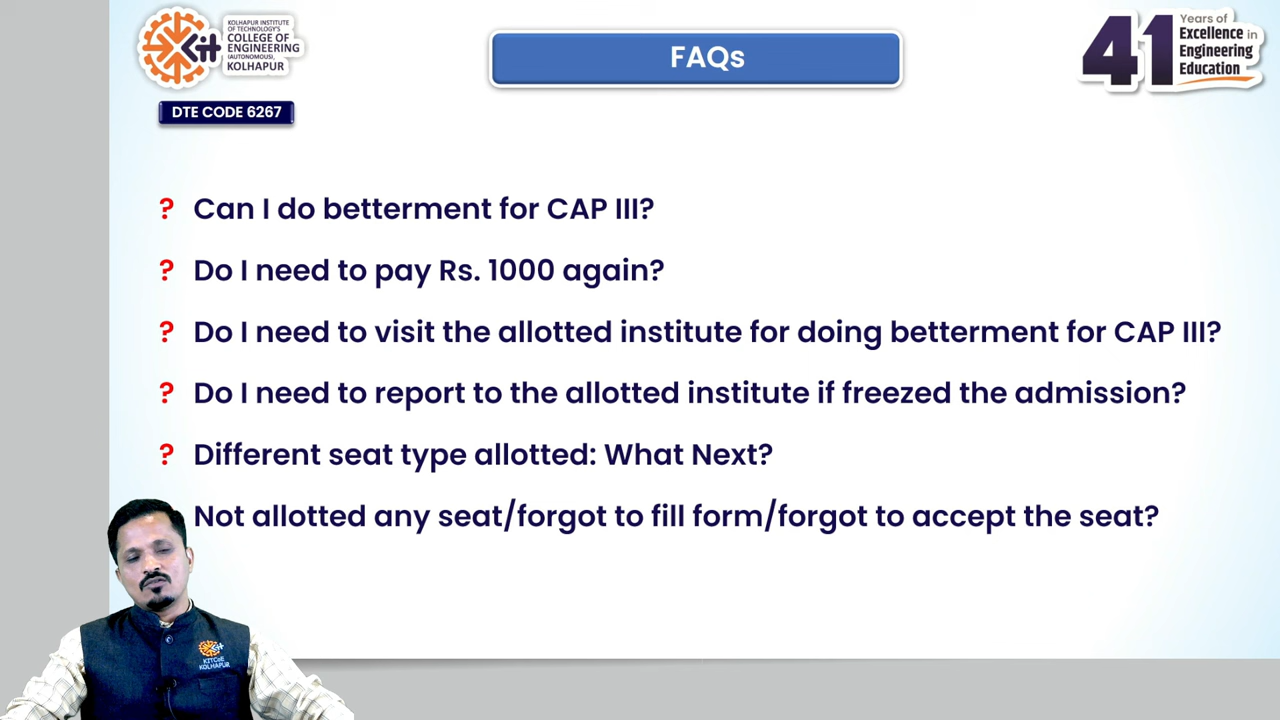 KOLHAPUR INSTITUTE
OF TECHNOLOGY'S
COLLEGE OF
ENGINEERING
(AUTONOMOUS),
KOLHAPUR
Kit
DTE CODE 6267
FAQs
41
Years of
Excellence in
Engineering
Education
? Can I do betterment for CAP III?
? Do I need to pay Rs. 1000 again?
? Do I need to visit the allotted institute for doing betterment for CAP III?
? Do I need to report to the allotted institute if freezed the admission?
? Different seat type allotted: What Next?
Not allotted any seat/forgot to fill form/forgot to accept the seat?
Kit
KITCoE
KOLHAPUR